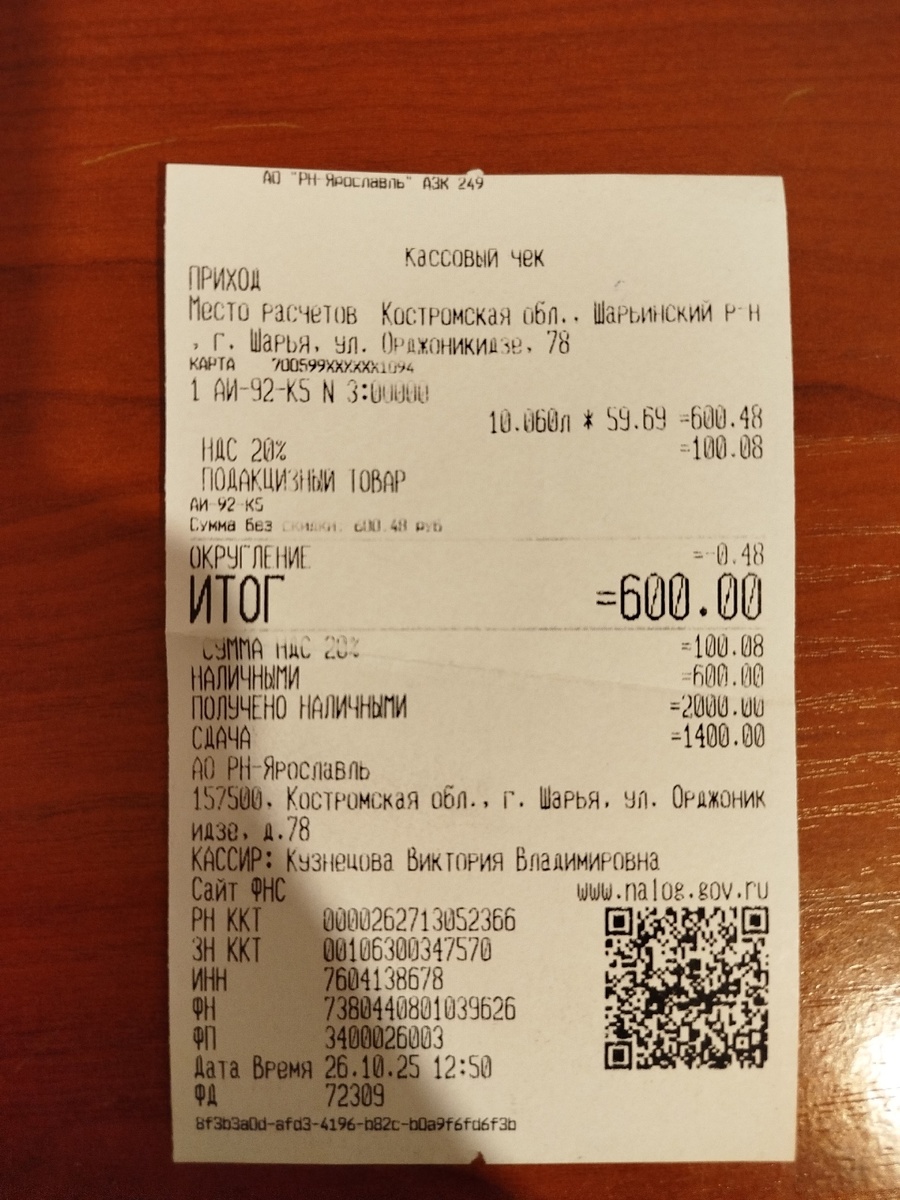 АО "РН-Ярославль" АЗК 249
Кассовый чек
ПРИХОД
Место расчетов Костромская обл., Шарьинский р-н
, г. Шарья, ул. Орджоникидзе, 78
КАРТА 700599XXXXXX1094
1 АИ-92-К5 N 3:00000
10.060л * 59.69 =600.48
НДС 20% =100.08
ПОДАКЦИЗНЫЙ ТОВАР
АИ-92-К5
Сумма без скидки: 600.48 руб
ОКРУГЛЕНИЕ =-0.48
ИТОГ =600.00
СУММА НДС 20% =100.08
НАЛИЧНЫМИ =600.00
ПОЛУЧЕНО НАЛИЧНЫМИ =2000.00
СДАЧА =1400.00
АО РН-Ярославль
157500, Костромская обл., г. Шарья, ул. Орджоник
идзе, д.78
КАССИР: Кузнецова Виктория Владимировна
Сайт ФНС www.nalog.gov.ru
РН ККТ 0000262713052366
ЗН ККТ 00106300347570
ИНН 7604138678
ФН 7380440801039626
ФП 3400026003
Дата Время 26.10.25 12:50
ФД 72309
8f3b3a0d-afd3-4196-b82c-b0a9f6fd6f3b